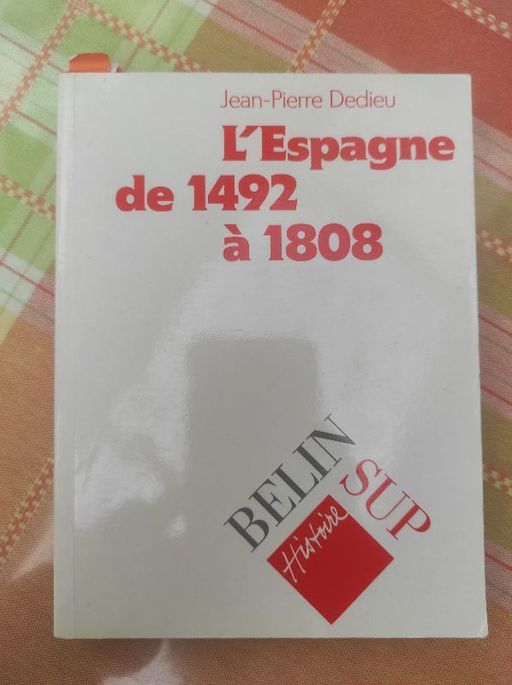 Jean-Pierre Dedieu
L'Espagne
de 1492
à 1808
BELIN
SUP
Histoire